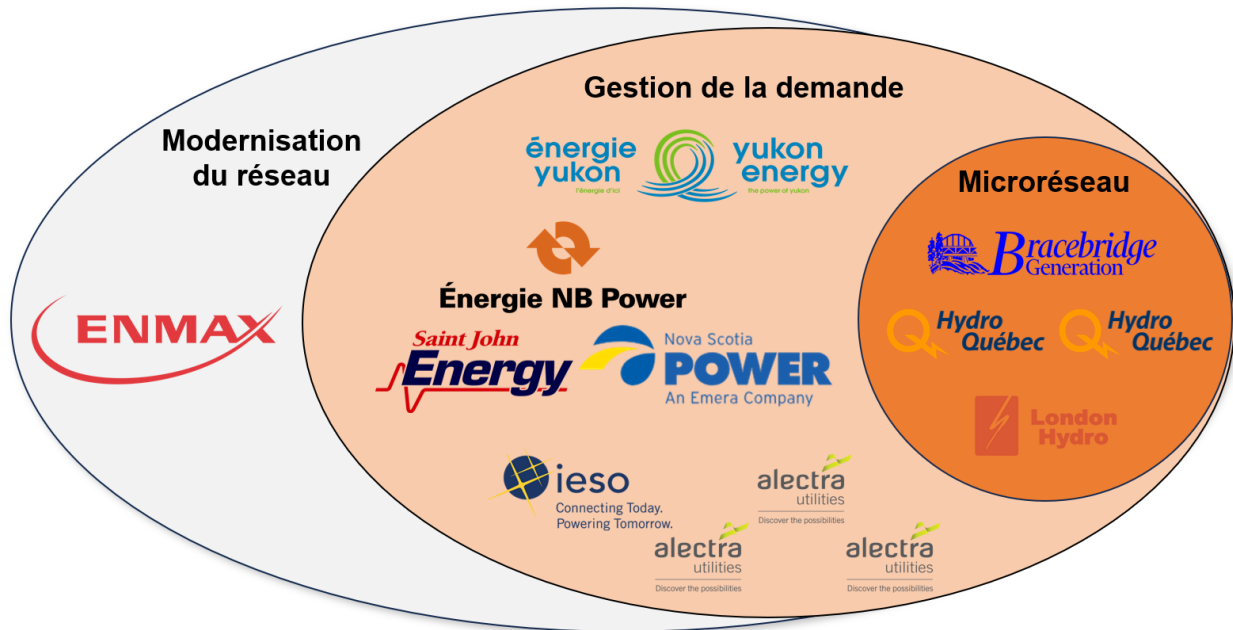 Gestion de la demande
Modernisation
du réseau
énergie
yukon
l'énergie d'ici
yukon
energy
the power of yukon
Microréseau
Bracebridge
Generation
Énergie NB Power
ENMAX
Saint John
Energy
Nova Scotia
POWER
An Emera Company
Hydro
Québec
Hydro
Québec
London
Hydro
ieso
Connecting Today.
Powering Tomorrow.
alectra
utilities
Discover the possibilities
alectra
utilities
Discover the possibilities
alectra
utilities
Discover the possibilities